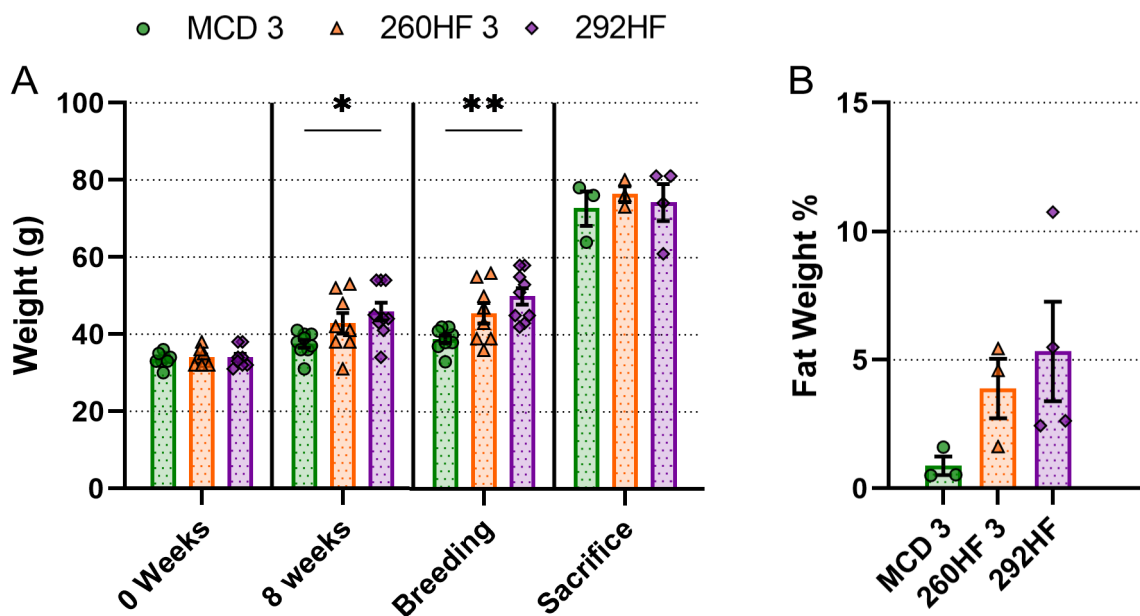 MCD 3 260HF 3 292HF
A
Weight (g)
100
80
60
40
20
0
* **
0 Weeks 8 weeks Breeding Sacrifice
B
Fat Weight %
15
10
5
0
MCD 3 260HF 3 292HF